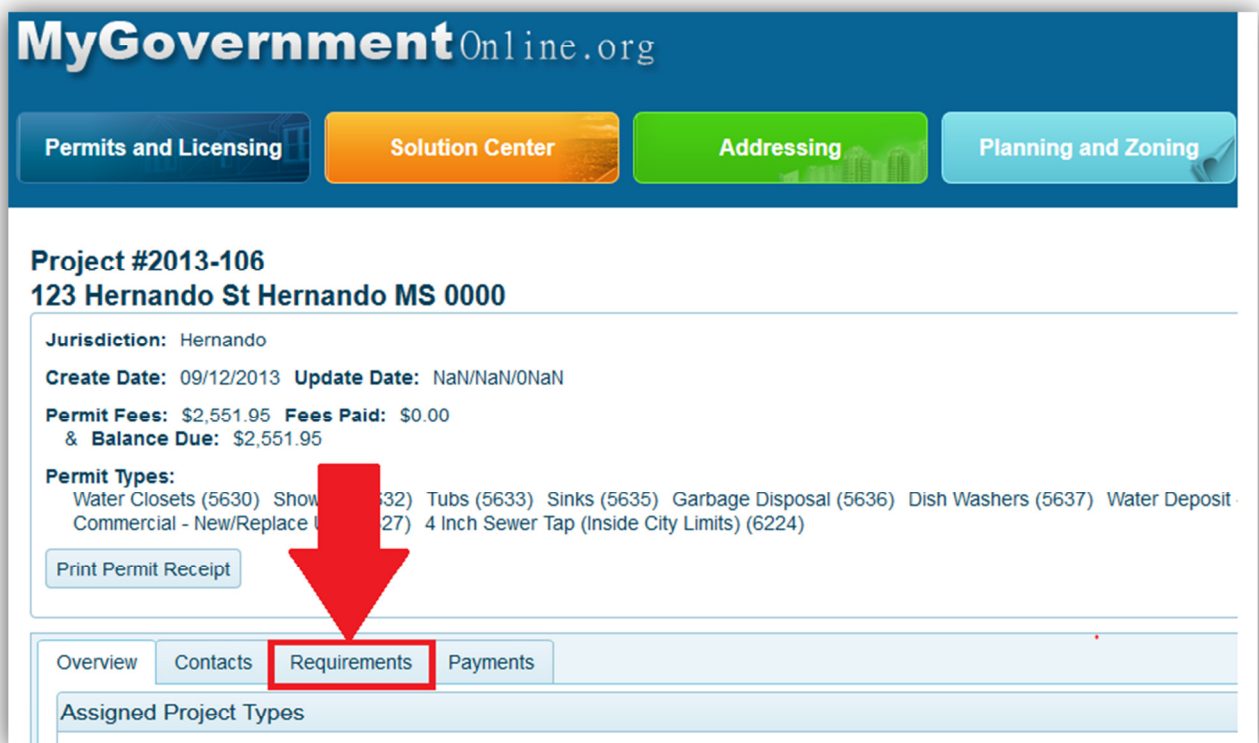 MyGovernmentOnline.org
Permits and Licensing Solution Center Addressing Planning and Zoning
Project #2013-106
123 Hernando St Hernando MS 0000
Jurisdiction: Hernando
Create Date: 09/12/2013 Update Date: NaN/NaN/0NaN
Permit Fees: $2,551.95 Fees Paid: $0.00
& Balance Due: $2,551.95
Permit Types:
Water Closets (5630) Tubs (5633) Sinks (5635) Garbage Disposal (5636) Dish Washers (5637) Water Deposit -
Commercial - New/Replace 4 Inch Sewer Tap (Inside City Limits) (6224)
Print Permit Receipt
Overview Contacts Requirements Payments
Assigned Project Types